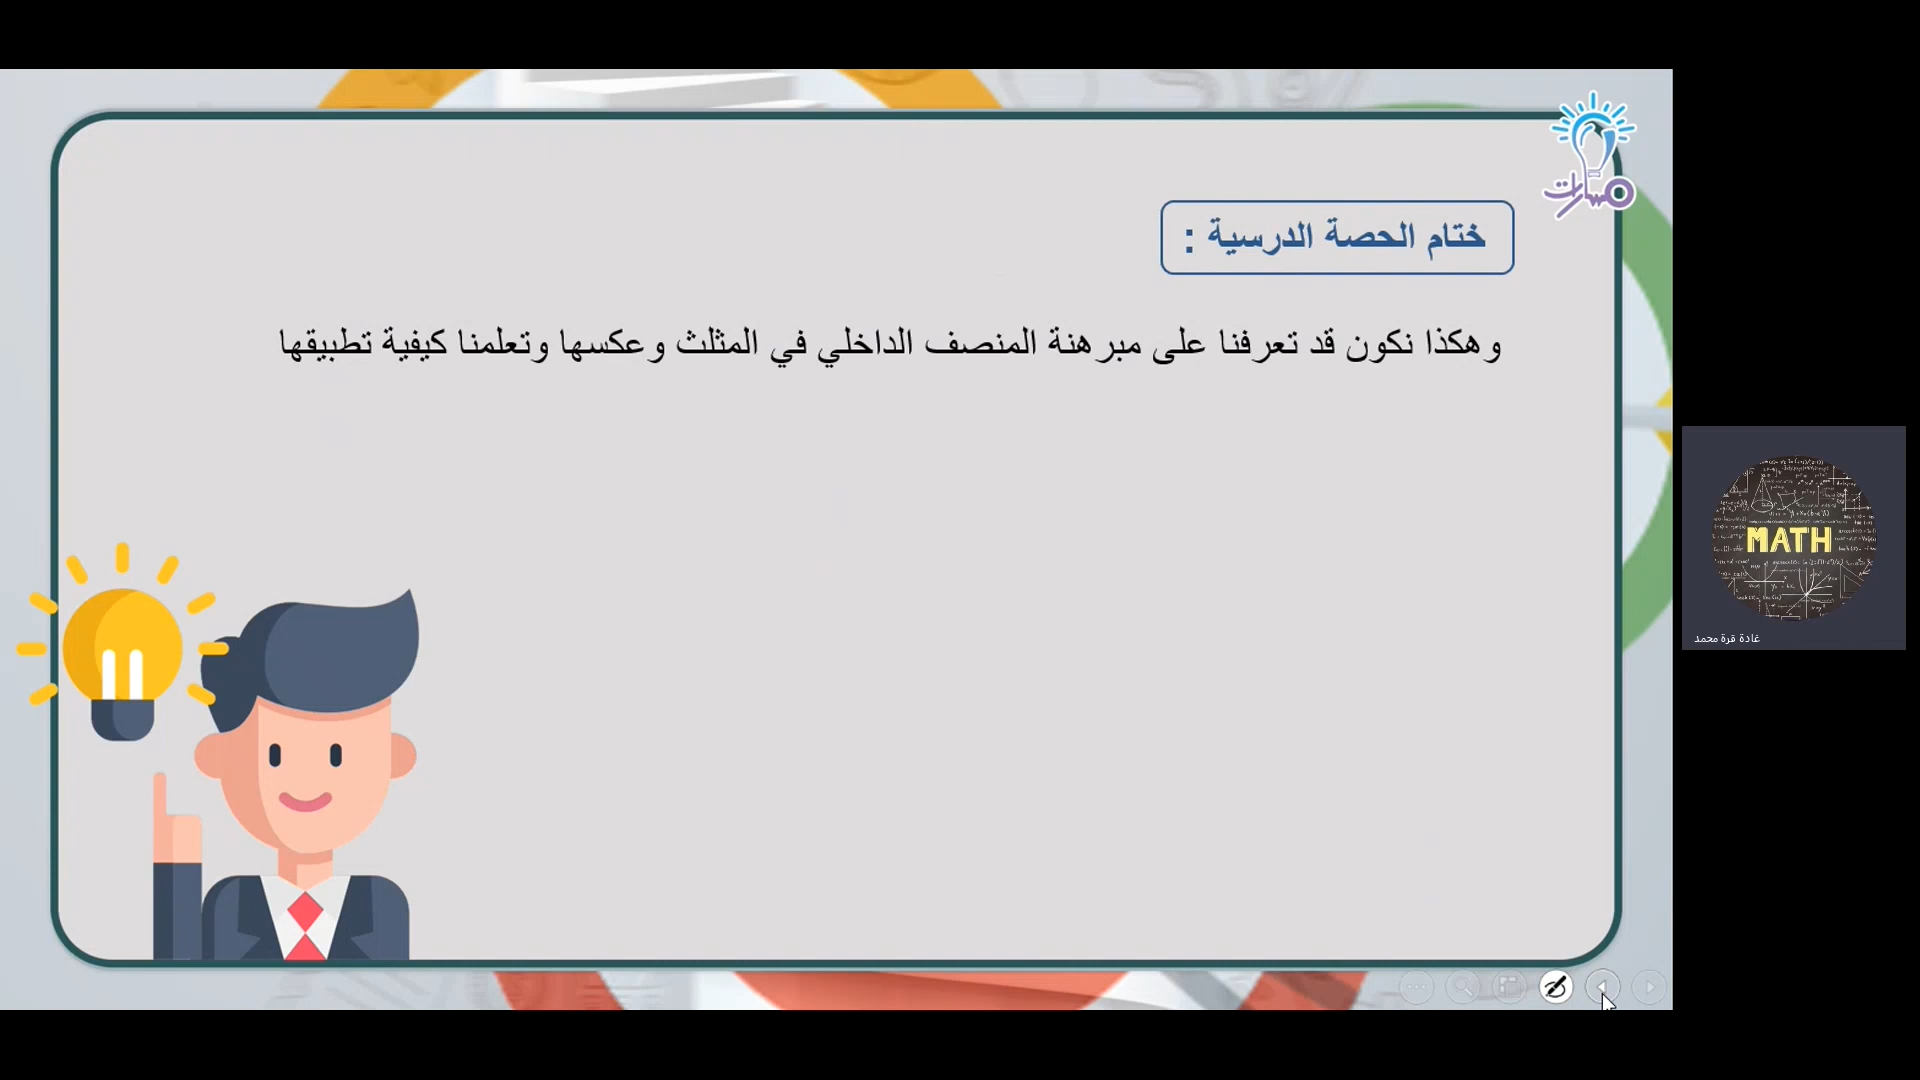 مسارات
ختام الحصة الدرسية :
وهكذا نكون قد تعرفنا على مبرهنة المنصف الداخلي في المثلث وعكسها وتعلمنا كيفية تطبيقها
MATH
غادة قرة محمد